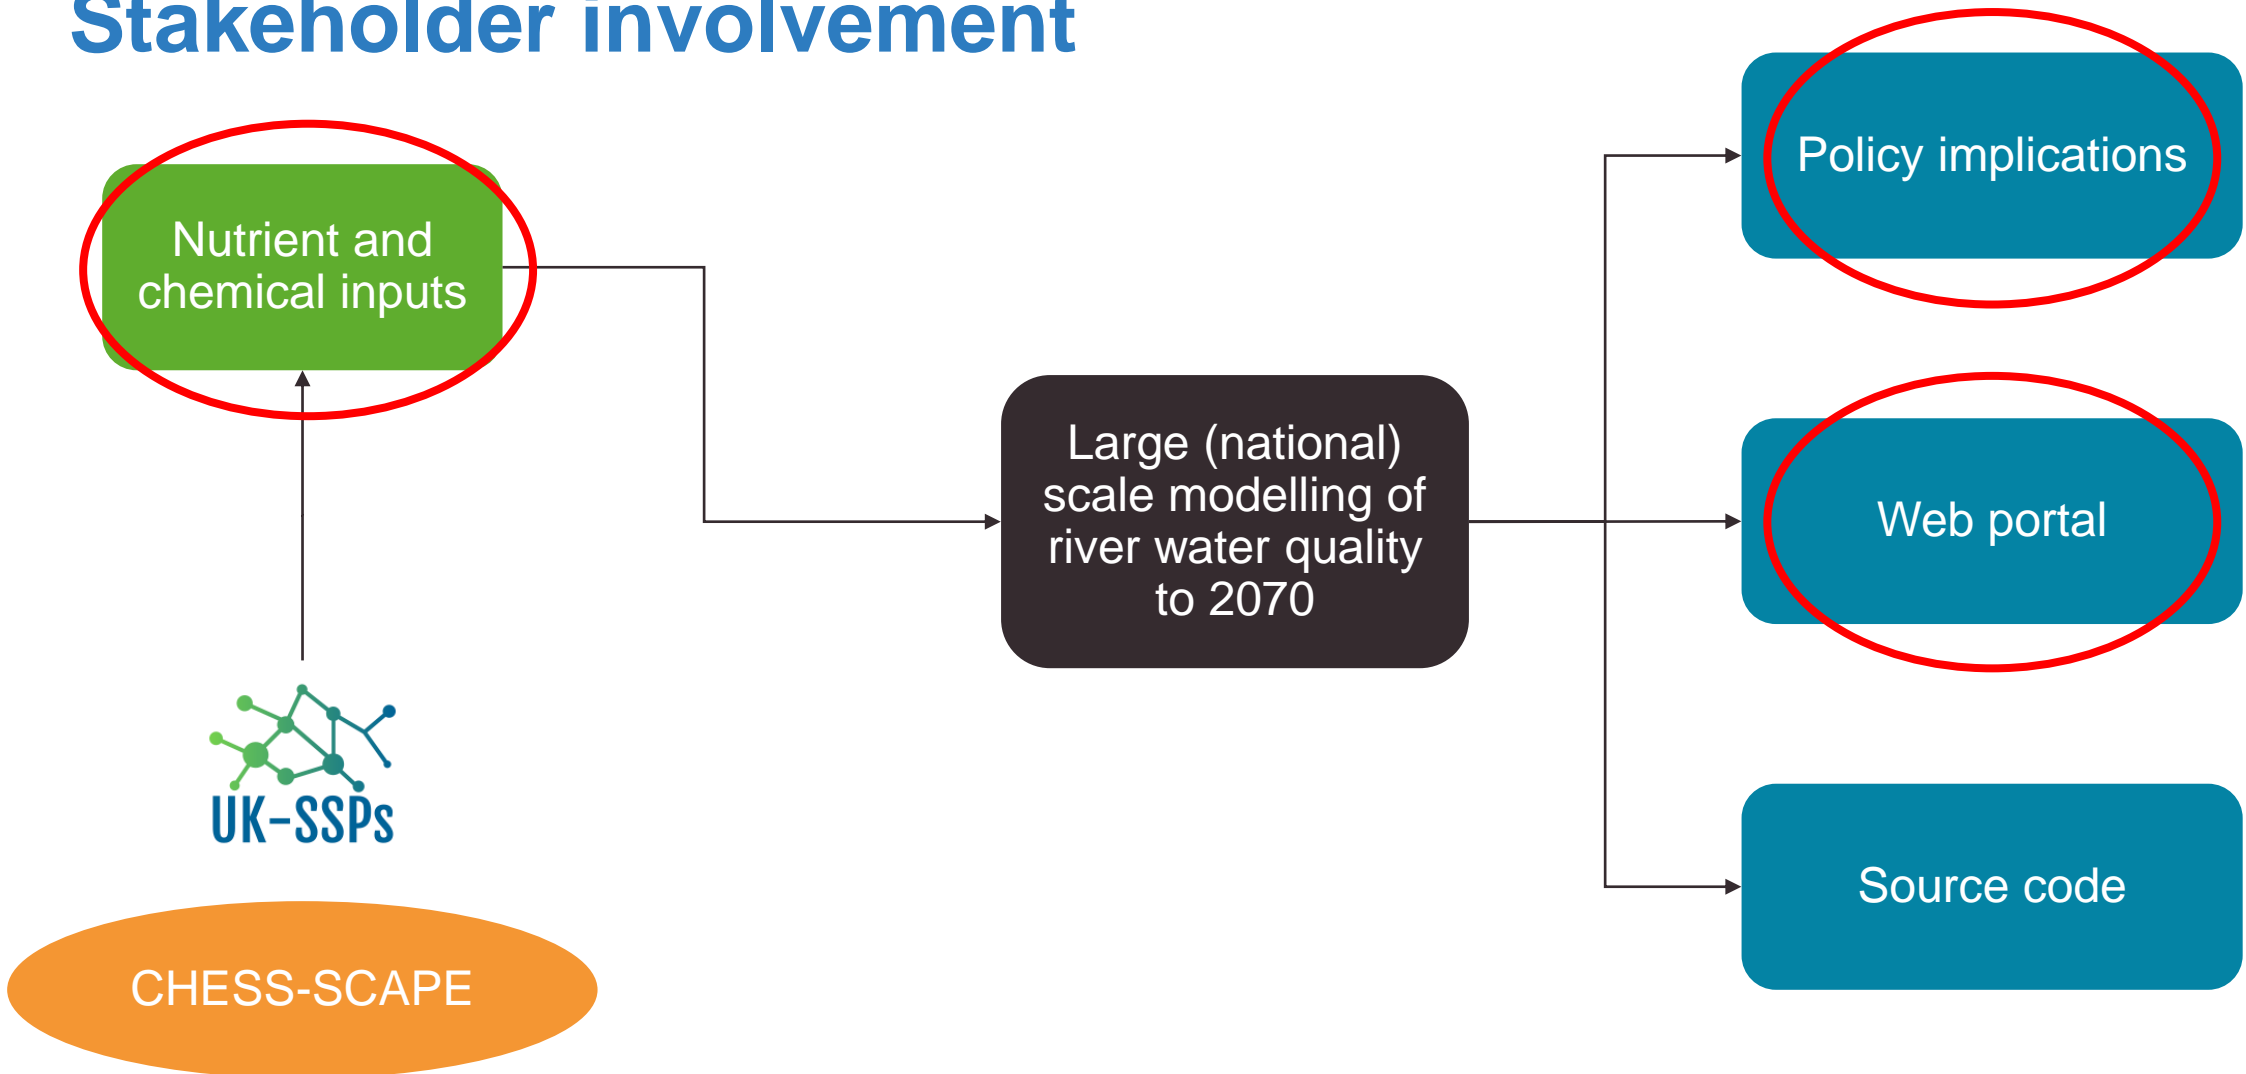 Stakeholder involvement
Nutrient and
chemical inputs
UK-SSPs
CHESS-SCAPE
Large (national)
scale modelling of
river water quality
to 2070
Policy implications
Web portal
Source code